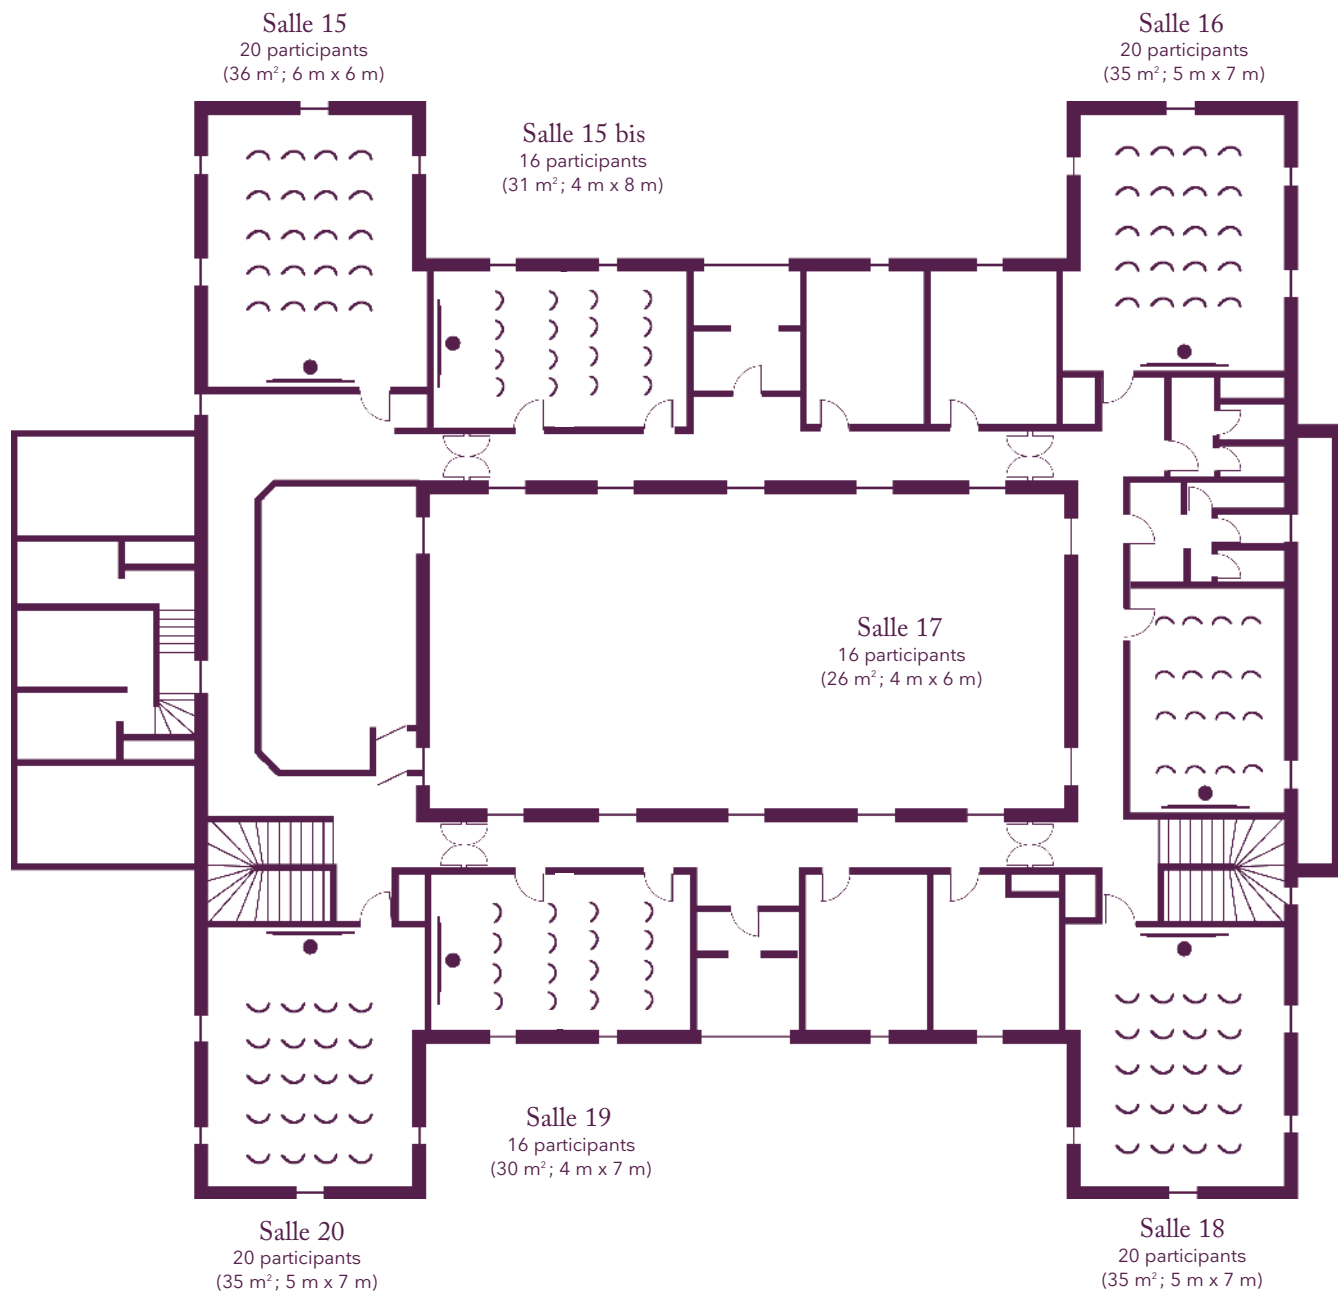 Salle 15
20 participants
(36 m²; 6 m x 6 m)
Salle 16
20 participants
(35 m²; 5 m x 7 m)
Salle 15 bis
16 participants
(31 m²; 4 m x 8 m)
Salle 17
16 participants
(26 m²; 4 m x 6 m)
Salle 19
16 participants
(30 m²; 4 m x 7 m)
Salle 20
20 participants
(35 m²; 5 m x 7 m)
Salle 18
20 participants
(35 m²; 5 m x 7 m)